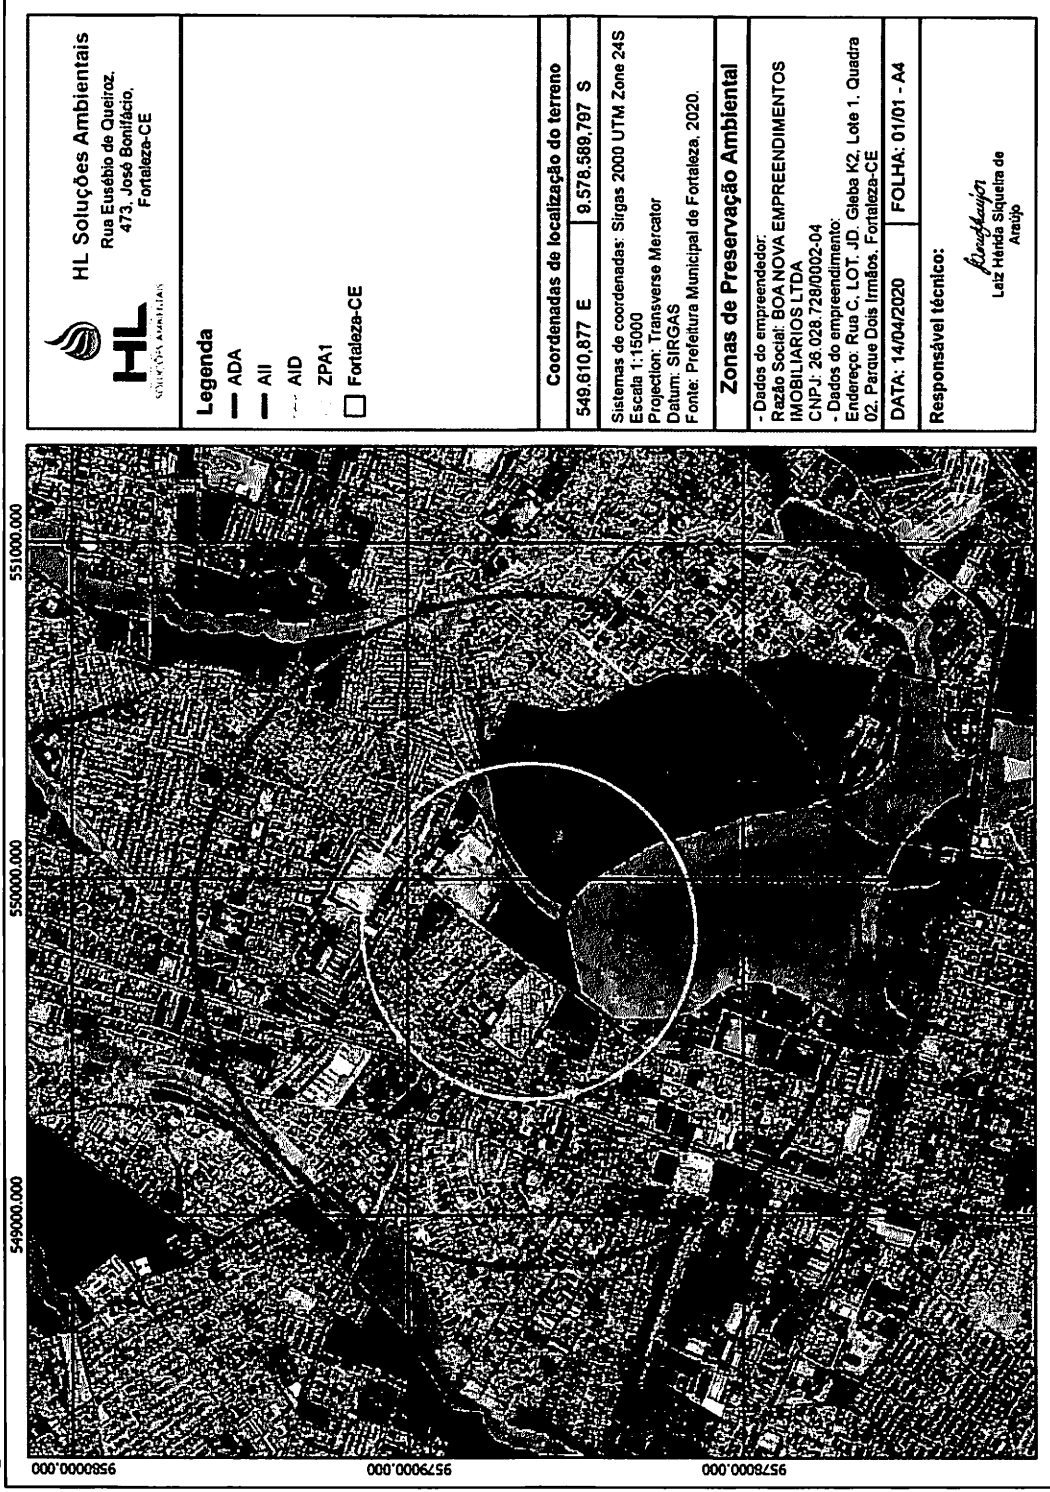 HL Soluções Ambientais
Rua Eusébio de Queiroz,
473, José Bonifácio,
Fortaleza-CE
HL
SOLUÇÕES AMBIENTAIS
Legenda
ADA
AII
AID
ZPA1
Fortaleza-CE
Coordenadas de localização do terreno
549.610,877 E
9.578.589,797 S
Sistemas de coordenadas: Sirgas 2000 UTM Zone 24S
Escala 1:15000
Projection: Transverse Mercator
Datum: SIRGAS
Fonte: Prefeitura Municipal de Fortaleza, 2020.
Zonas de Preservação Ambiental
- Dados do empreendedor:
Razão Social: BOA NOVA EMPREENDIMENTOS
IMOBILIARIOS LTDA
CNPJ: 26.028.728/0002-04
- Dados do empreendimento:
Endereço: Rua C, LOT. JD. Gleba K2, Lote 1, Quadra
02, Parque Dois Irmãos, Fortaleza-CE
DATA: 14/04/2020
FOLHA: 01/01 - A4
Responsável técnico:
Laiz Hérida Siqueira de
Araújo
549000.000
550000.000
551000.000
9580000.000
9579000.000
9578000.000